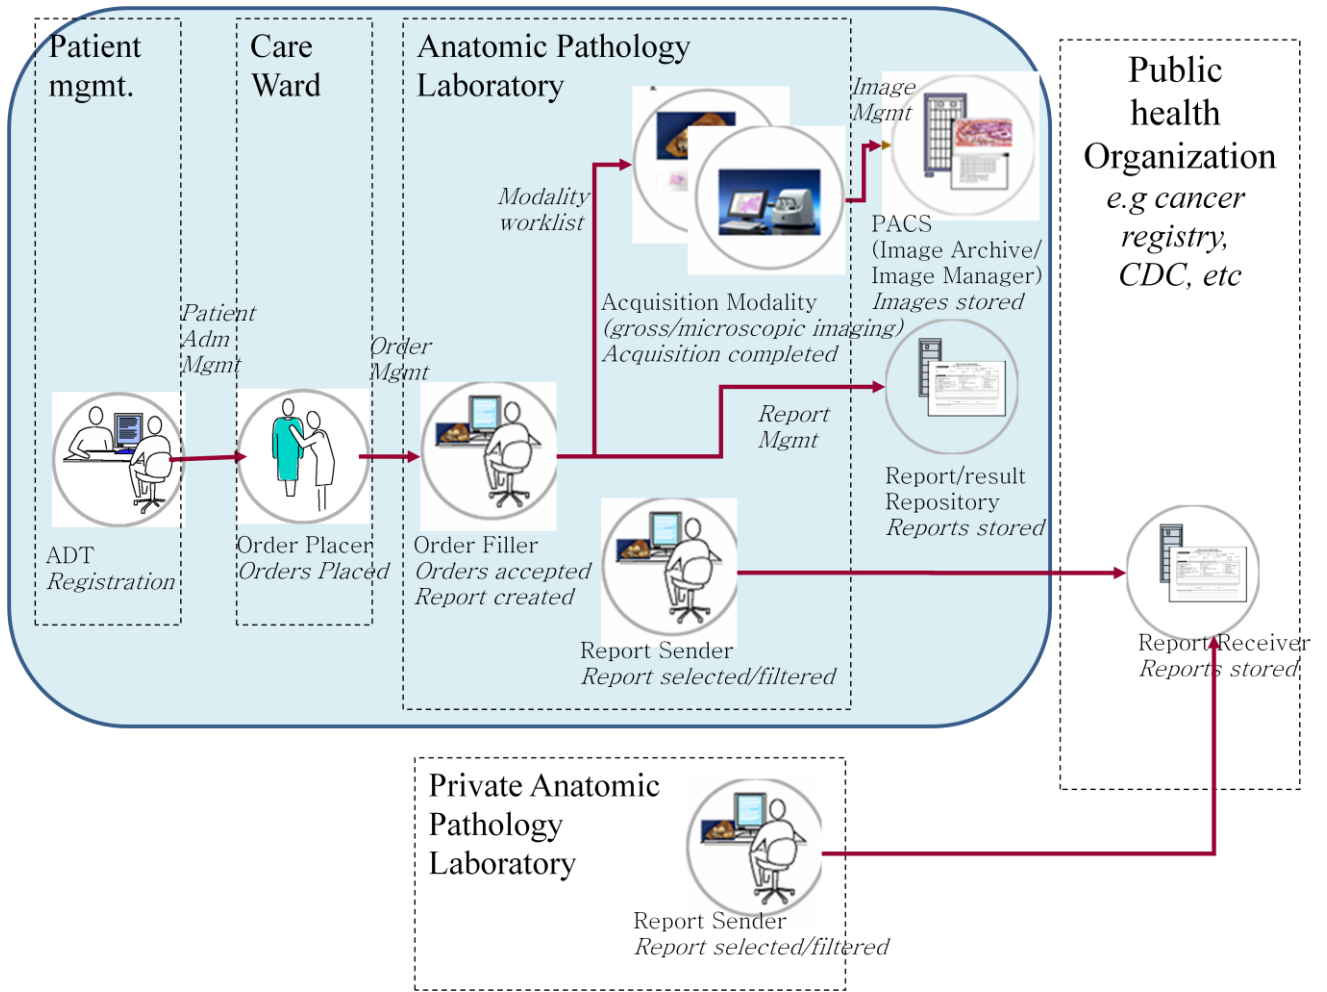 Patient
mgmt.
Care
Ward
Anatomic Pathology
Laboratory
Image
Mgmt
Public
health
Organization
e.g cancer
registry,
CDC, etc
Modality
worklist
PACS
(Image Archive/
Image Manager)
Images stored
Acquisition Modality
(gross/microscopic imaging)
Acquisition completed
Patient
Adm
Mgmt
Order
Mgmt
Report
Mgmt
Report/result
Repository
Reports stored
ADT
Registration
Order Placer
Orders Placed
Order Filler
Orders accepted
Report created
Report Sender
Report selected/filtered
Report Receiver
Reports stored
Private Anatomic
Pathology
Laboratory
Report Sender
Report selected/filtered